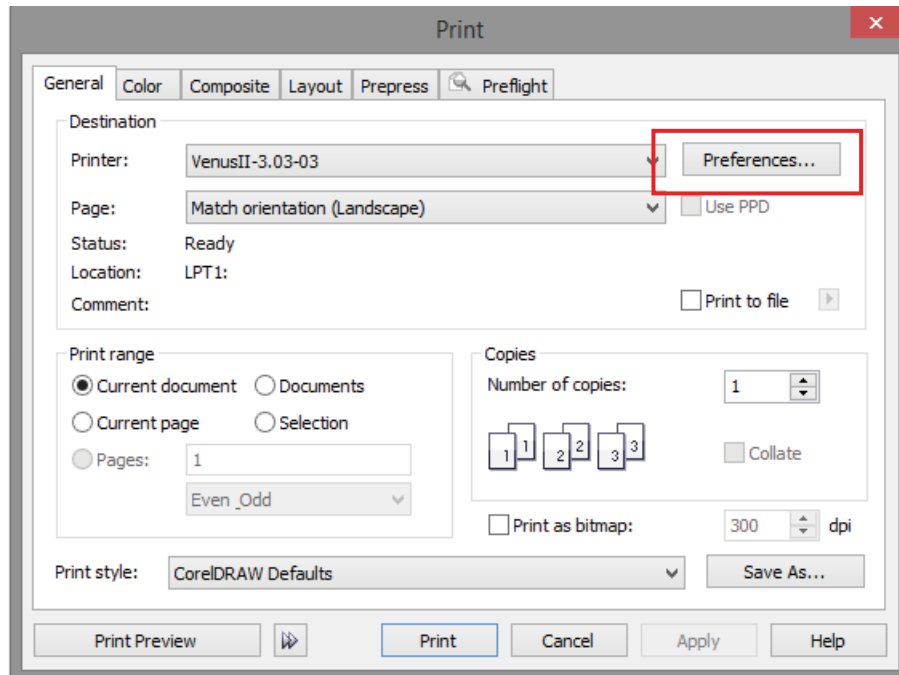 Print
General Color Composite Layout Prepress Preflight
Destination
Printer: VenusII-3.03-03 Preferences...
Page: Match orientation (Landscape) Use PPD
Status: Ready
Location: LPT1:
Comment: Print to file
Print range
Current document Documents
Current page Selection
Pages: 1
Even_Odd
Copies
Number of copies: 1
1 1 2 2 3 3
Collate
Print as bitmap: 300 dpi
Print style: CorelDRAW Defaults Save As...
Print Preview Print Cancel Apply Help